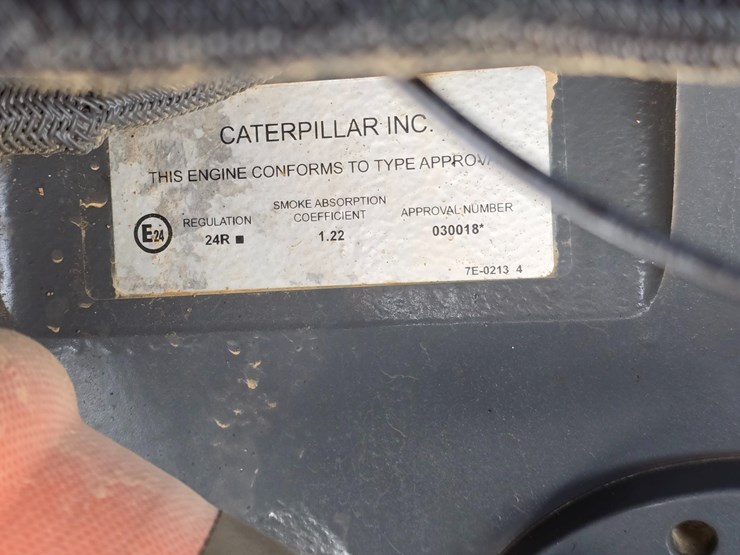 CATERPILLAR INC.
THIS ENGINE CONFORMS TO TYPE
E24
REGULATION
24R ■
SMOKE ABSORPTION
COEFFICIENT
1.22
APPROVAL NUMBER
030018*
7E-0213 4